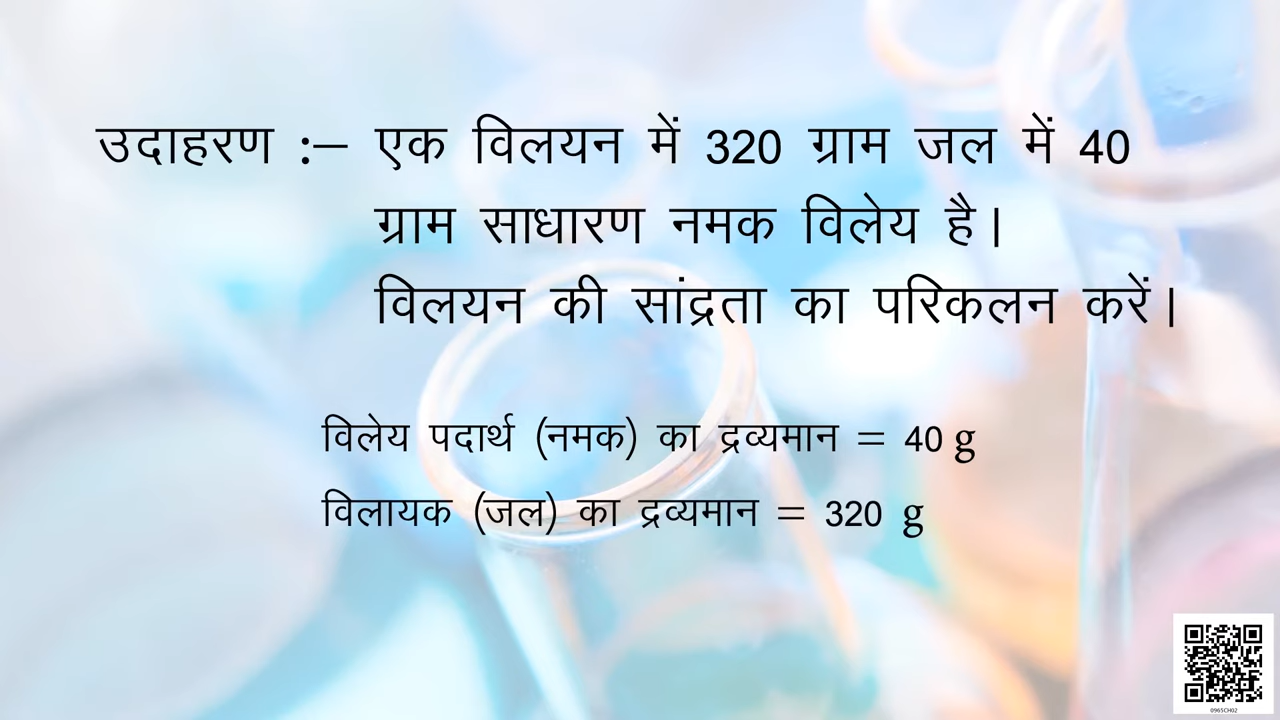 उदाहरण :– एक विलयन में 320 ग्राम जल में 40
ग्राम साधारण नमक विलेय है।
विलयन की सांद्रता का परिकलन करें।
विलेय पदार्थ (नमक) का द्रव्यमान = 40 g
विलायक (जल) का द्रव्यमान = 320 g
0965CH02